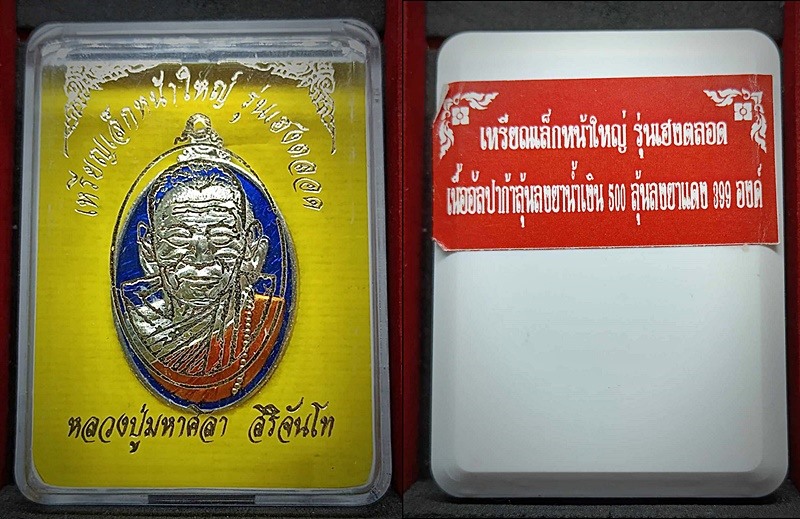 เหรียญเล็กหน้าใหญ่ รุ่นเฮงตลอด
หลวงปู่มหาศิลา สิริจันโท
เหรียญเล็กหน้าใหญ่ รุ่นเฮงตลอด
เนื้ออัลปาก้าลุ้นลงยาน้ำเงิน 500 ลุ้นลงยาแดง 399 องค์